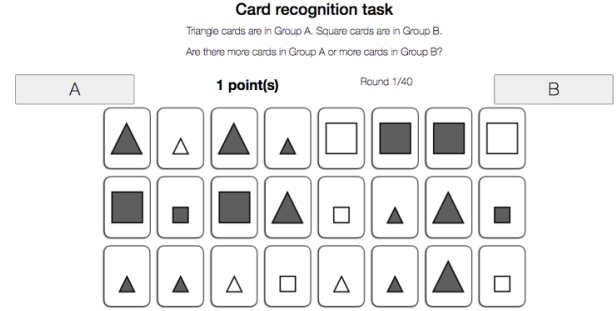 Card recognition task
Triangle cards are in Group A. Square cards are in Group B.
Are there more cards in Group A or more cards in Group B?
A
1 point(s)
Round 1/40
B